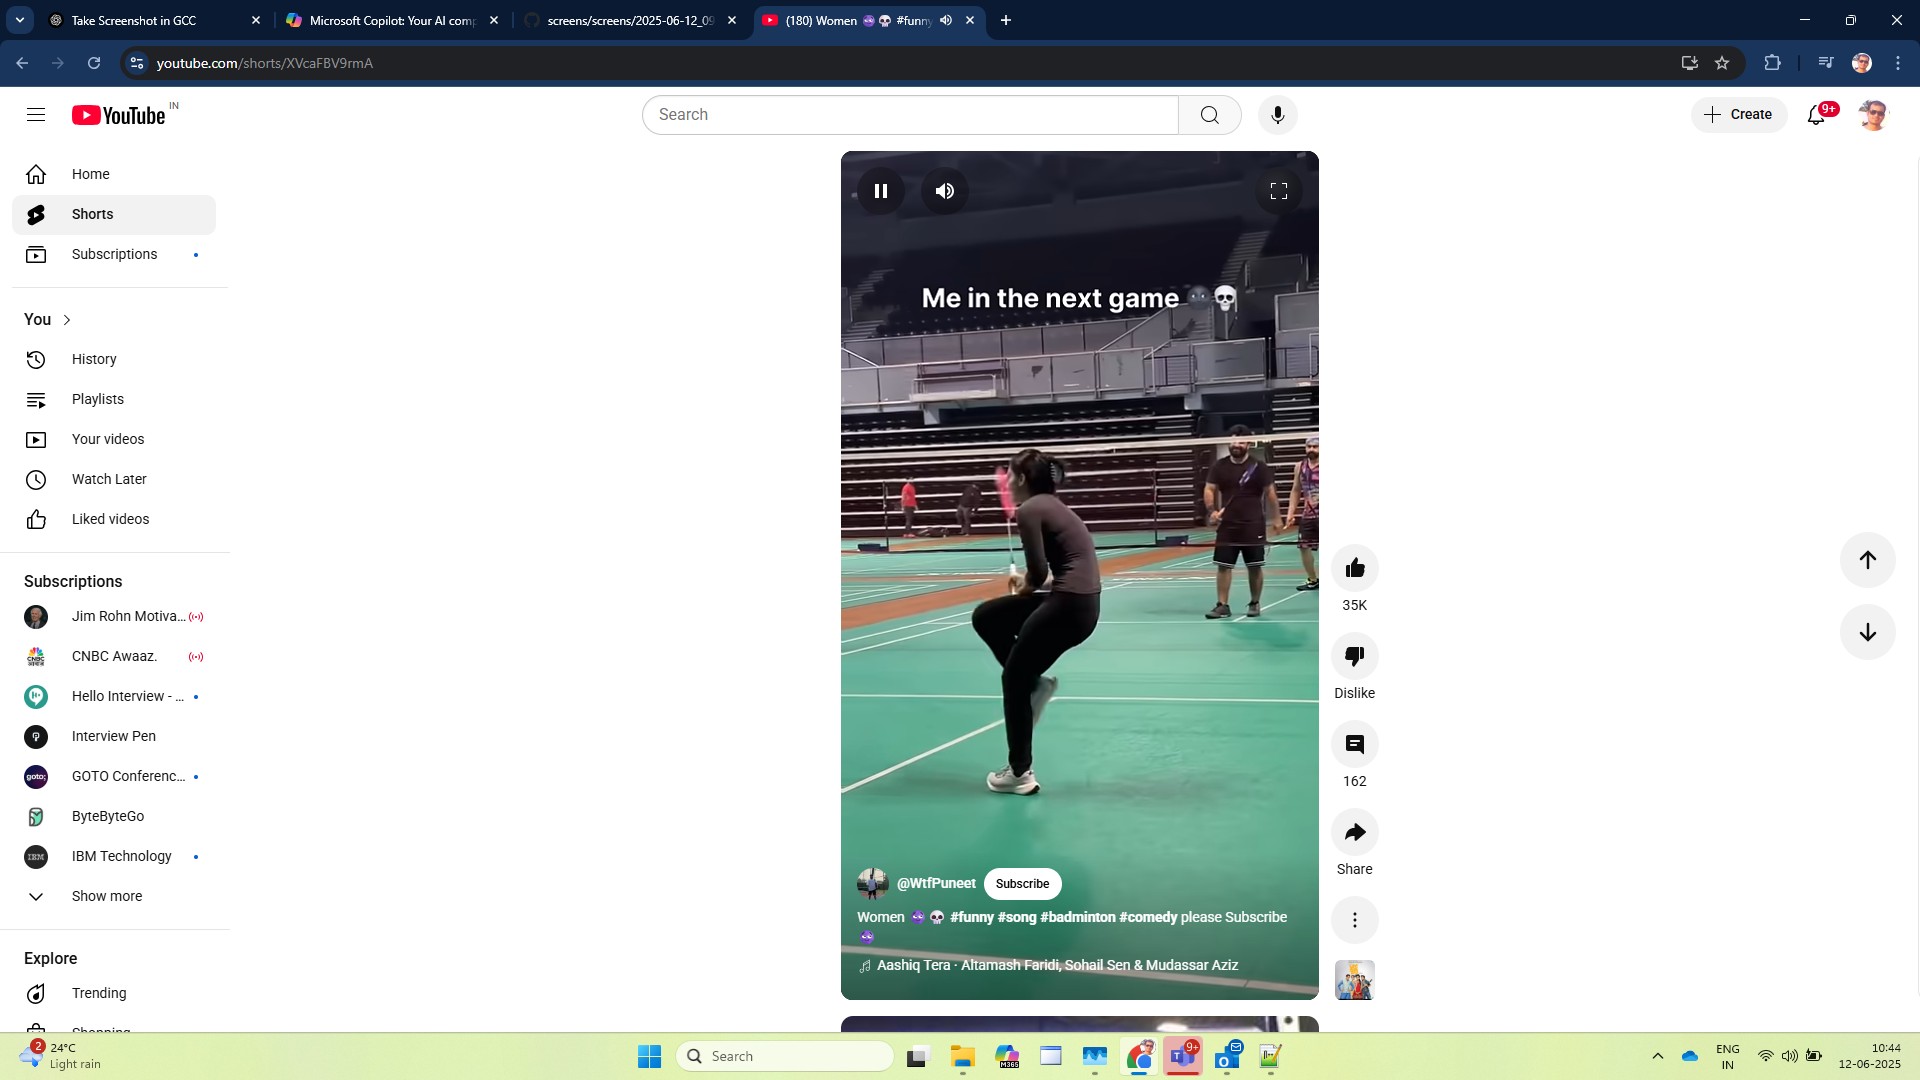 Take Screenshot in GCC
Microsoft Copilot: Your AI comp
screens/screens/2025-06-12_09
(180) Women 😈💀 #funny
youtube.com/shorts/XVcaFBV9rmA
YouTube IN
Search
Create
9+
Home
Shorts
Subscriptions
You
History
Playlists
Your videos
Watch Later
Liked videos
Subscriptions
Jim Rohn Motiva...
CNBC Awaaz.
Hello Interview - ...
Interview Pen
GOTO Conferenc...
ByteByteGo
IBM Technology
Show more
Explore
Trending
Shopping
Me in the next game 🌚💀
@WtfPuneet
Subscribe
Women 😈💀 #funny #song #badminton #comedy please Subscribe
😈
Aashiq Tera · Altamash Faridi, Sohail Sen & Mudassar Aziz
35K
Dislike
162
Share
2
24°C
Light rain
Search
M365
9+
ENG
IN
10:44
12-06-2025